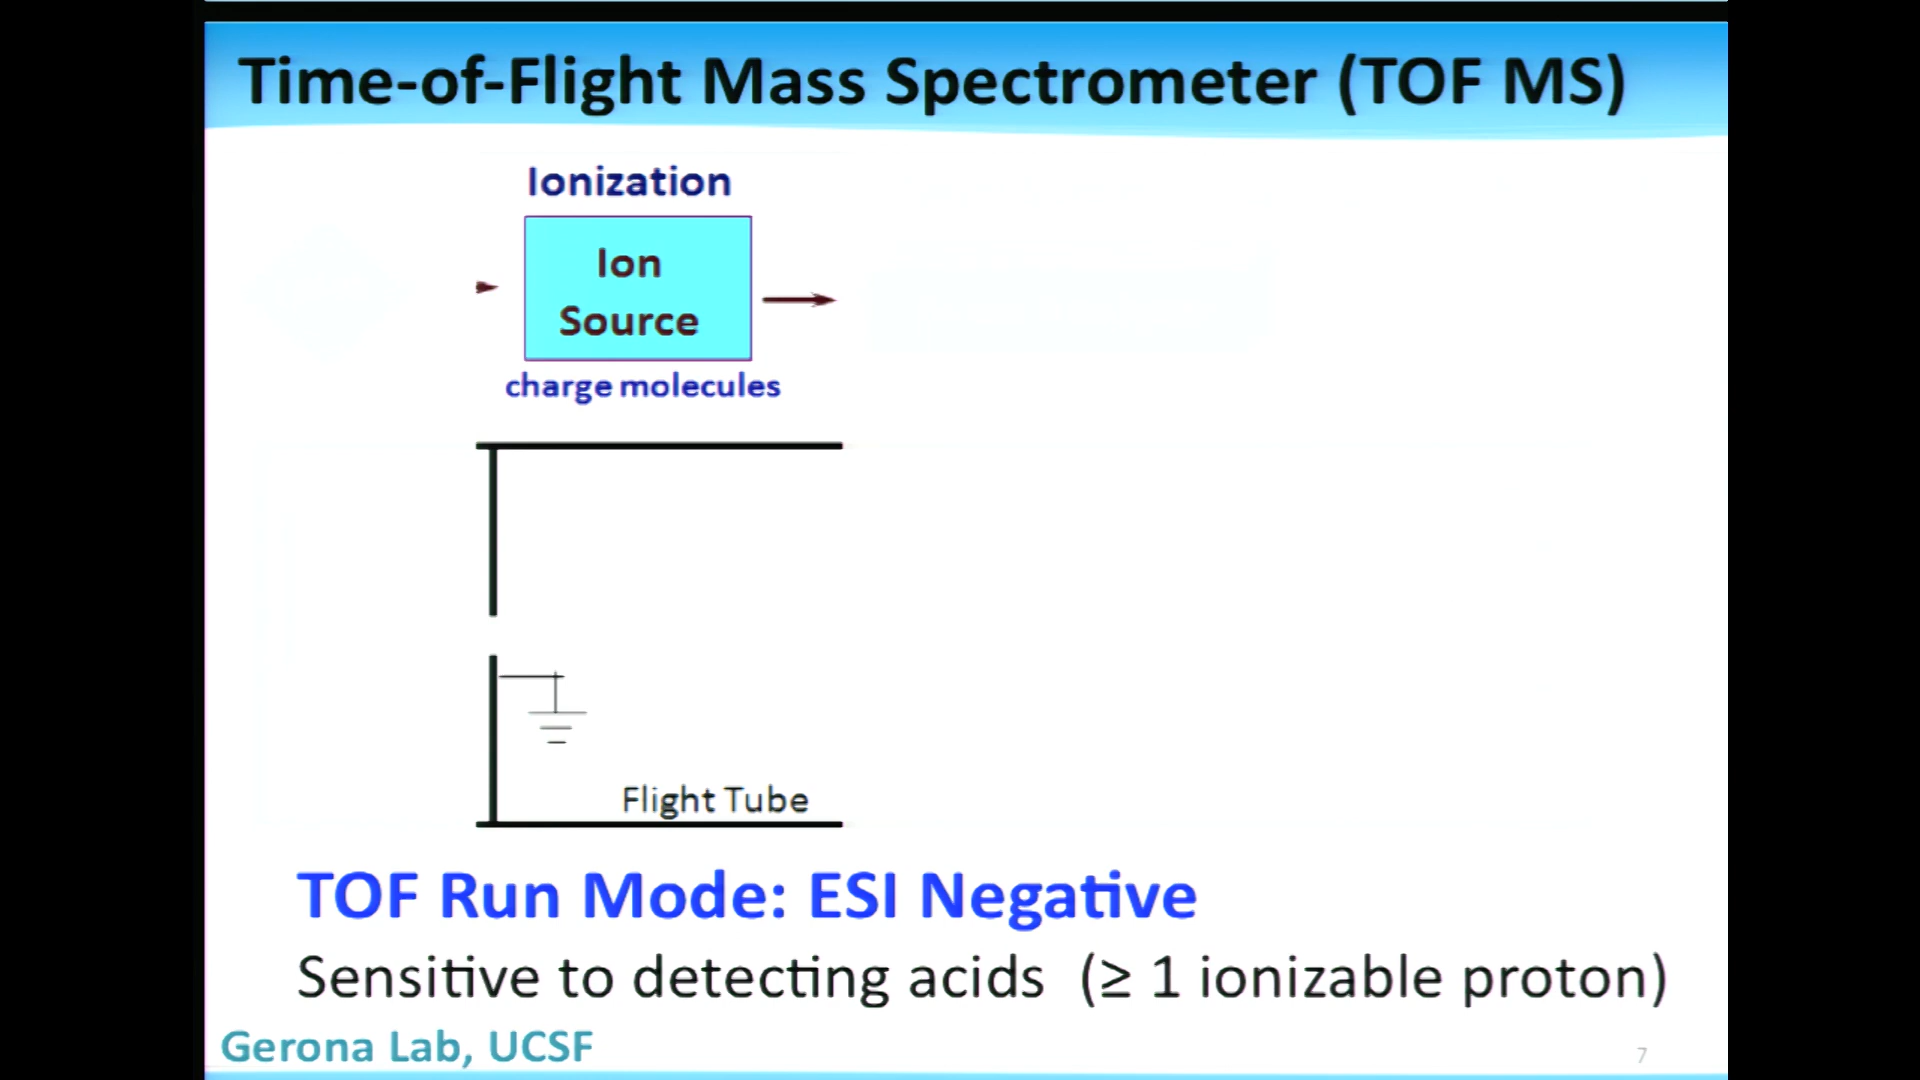 Time-of-Flight Mass Spectrometer (TOF MS)
Ionization
Ion
Source
charge molecules
Flight Tube
TOF Run Mode: ESI Negative
Sensitive to detecting acids (≥ 1 ionizable proton)
Gerona Lab, UCSF
7